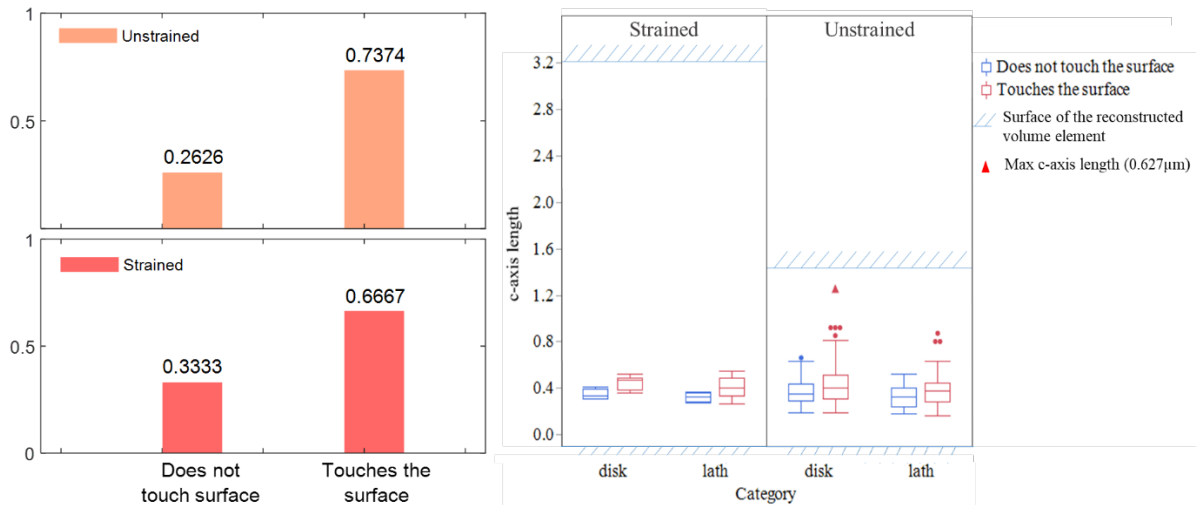 1
Unstrained
0.7374
0.5
0.2626
1
Strained
0.6667
0.5
0.3333
0
Does not
touch surface
Touches the
surface
Strained
Unstrained
3.2
2.8
2.4
2.0
1.6
1.2
0.8
0.4
0.0
c-axis length
disk
lath
disk
lath
Category
Does not touch the surface
Touches the surface
Surface of the reconstructed
volume element
Max c-axis length (0.627μm)